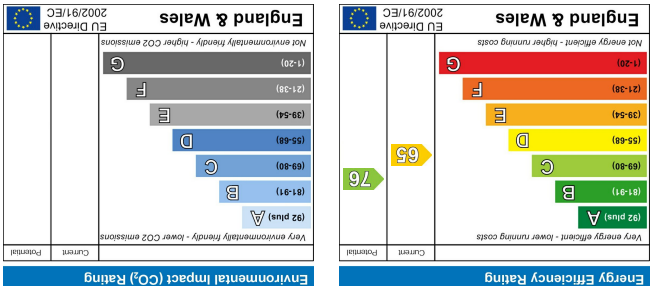 Energy Efficiency Rating
Current Potential
Very energy efficient - lower running costs
(92 plus) A
(81-91) B
(69-80) C
(55-68) D
(39-54) E
(21-38) F
(1-20) G
65
76
Not energy efficient - higher running costs
England & Wales
EU Directive
2002/91/EC
Environmental Impact (CO₂) Rating
Current Potential
Very environmentally friendly - lower CO2 emissions
(92 plus) A
(81-91) B
(69-80) C
(55-68) D
(39-54) E
(21-38) F
(1-20) G
Not environmentally friendly - higher CO2 emissions
England & Wales
EU Directive
2002/91/EC